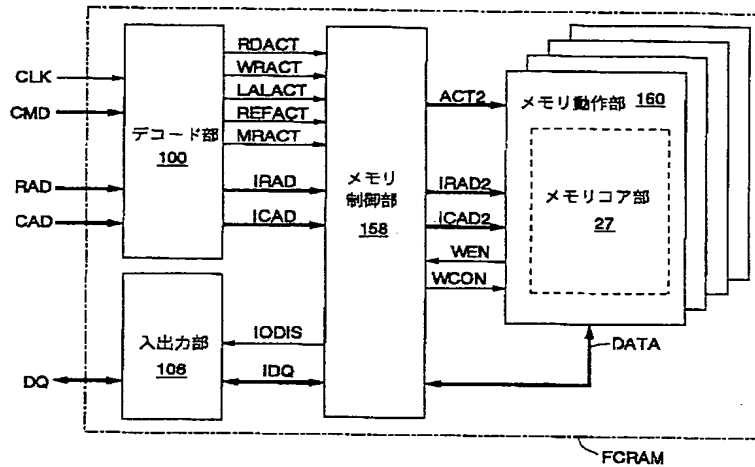 CLK
CMD
RAD
CAD
DQ
デコード部
100
入出力部
108
RDACT
WRACT
LALACT
REFACT
MRACT
IRAD
ICAD
IODIS
IDQ
メモリ
制御部
158
ACT2
IRAD2
ICAD2
WEN
WCON
メモリ動作部 160
メモリコア部
27
DATA
FCRAM